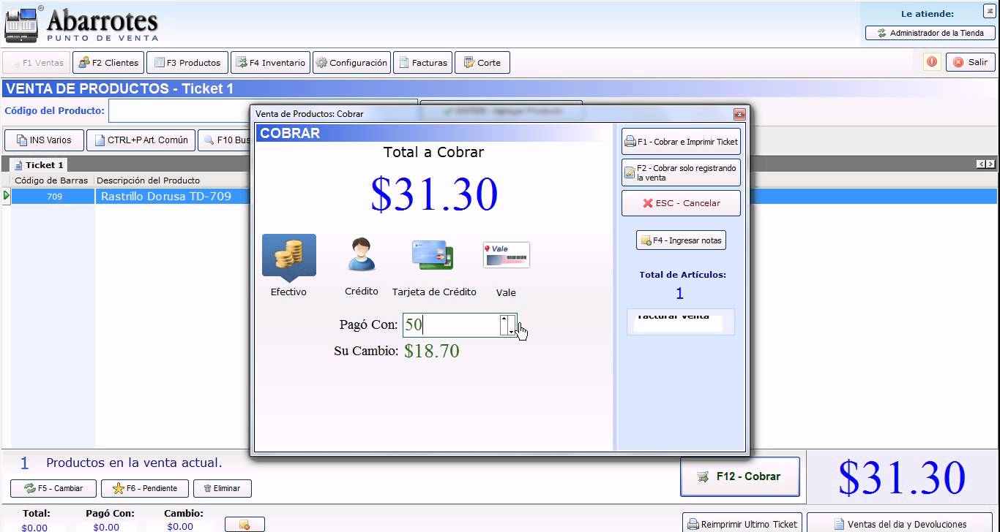 Abarrotes
PUNTO DE VENTA
Le atiende:
Administrador de la Tienda
F1 Ventas
F2 Clientes
F3 Productos
F4 Inventario
Configuración
Facturas
Corte
Salir
VENTA DE PRODUCTOS - Ticket 1
Código del Producto:
INS Varios
CTRL+P Art. Común
F10 Bus
Ticket 1
Código de Barras
Descripción del Producto
709
Rastrillo Dorusa TD-709
Venta de Productos: Cobrar
COBRAR
Total a Cobrar
$31.30
Efectivo
Crédito
Tarjeta de Crédito
Vale
Vale
Pagó Con:
50
Su Cambio:
$18.70
F1 - Cobrar e Imprimir Ticket
F2 - Cobrar solo registrando
la venta
ESC - Cancelar
F4 - Ingresar notas
Total de Artículos:
1
Facturar venta
1
Productos en la venta actual.
F5 - Cambiar
F6 - Pendiente
Eliminar
F12 - Cobrar
$31.30
Total:
Pagó Con:
Cambio:
$0.00
$0.00
$0.00
Reimprimir Ultimo Ticket
Ventas del dia y Devoluciones